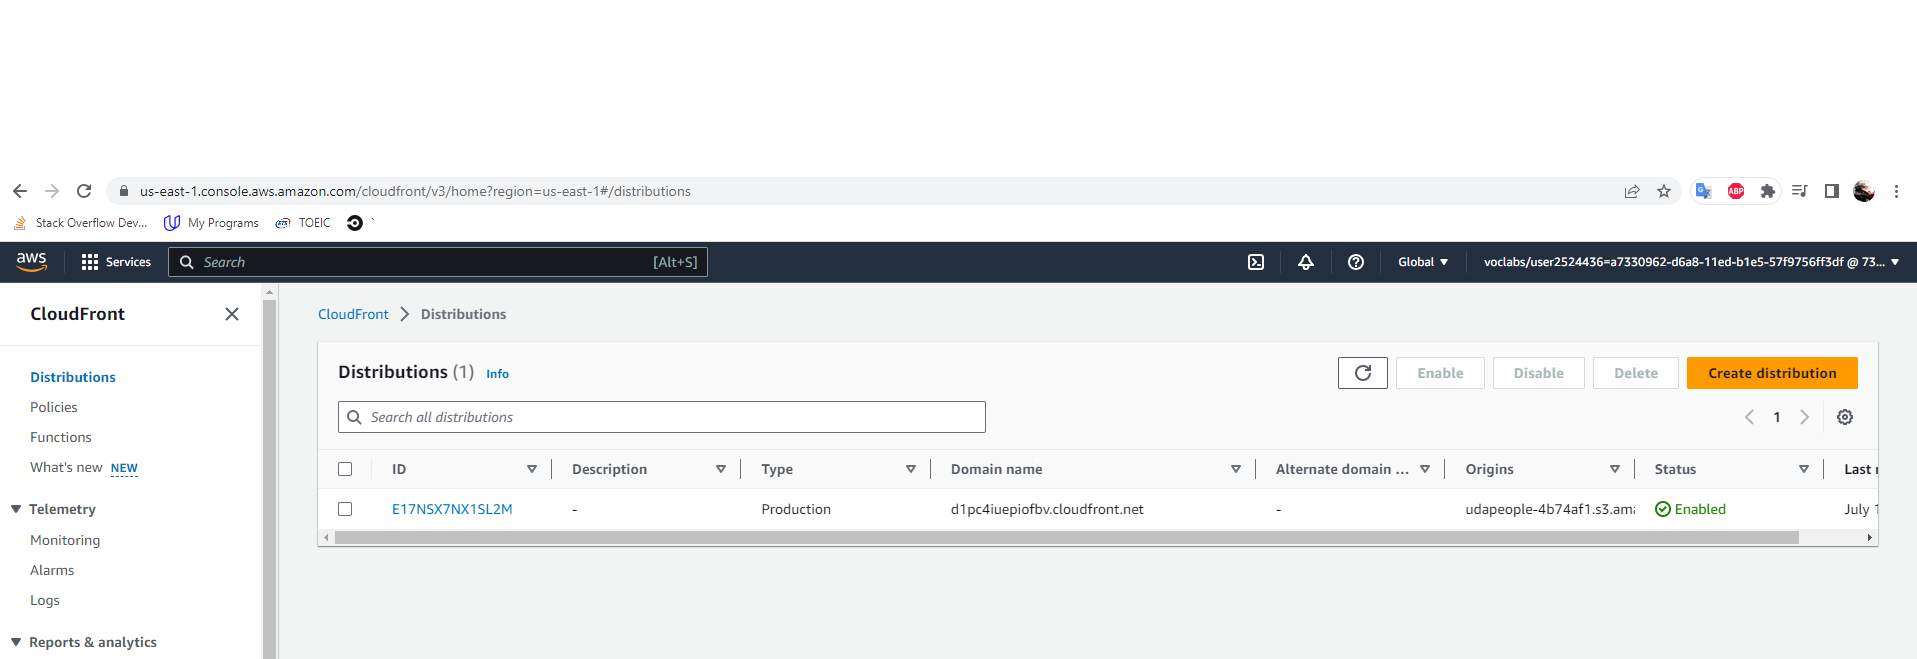 us-east-1.console.aws.amazon.com/cloudfront/v3/home?region=us-east-1#/distributions
ABP
Stack Overflow Dev... My Programs TOEIC `
aws Services Search [Alt+S] Global voclabs/user2524436=a7330962-d6a8-11ed-b1e5-57f9756ff3df @ 73...
CloudFront
CloudFront Distributions
Distributions (1) Info
Enable Disable Delete Create distribution
Search all distributions
1
ID Description Type Domain name Alternate domain ... Origins Status Last
E17NSX7NX1SL2M - Production d1pc4iuepiofbv.cloudfront.net - udapeople-4b74af1.s3.ama Enabled July
Distributions
Policies
Functions
What's new NEW
Telemetry
Monitoring
Alarms
Logs
Reports & analytics